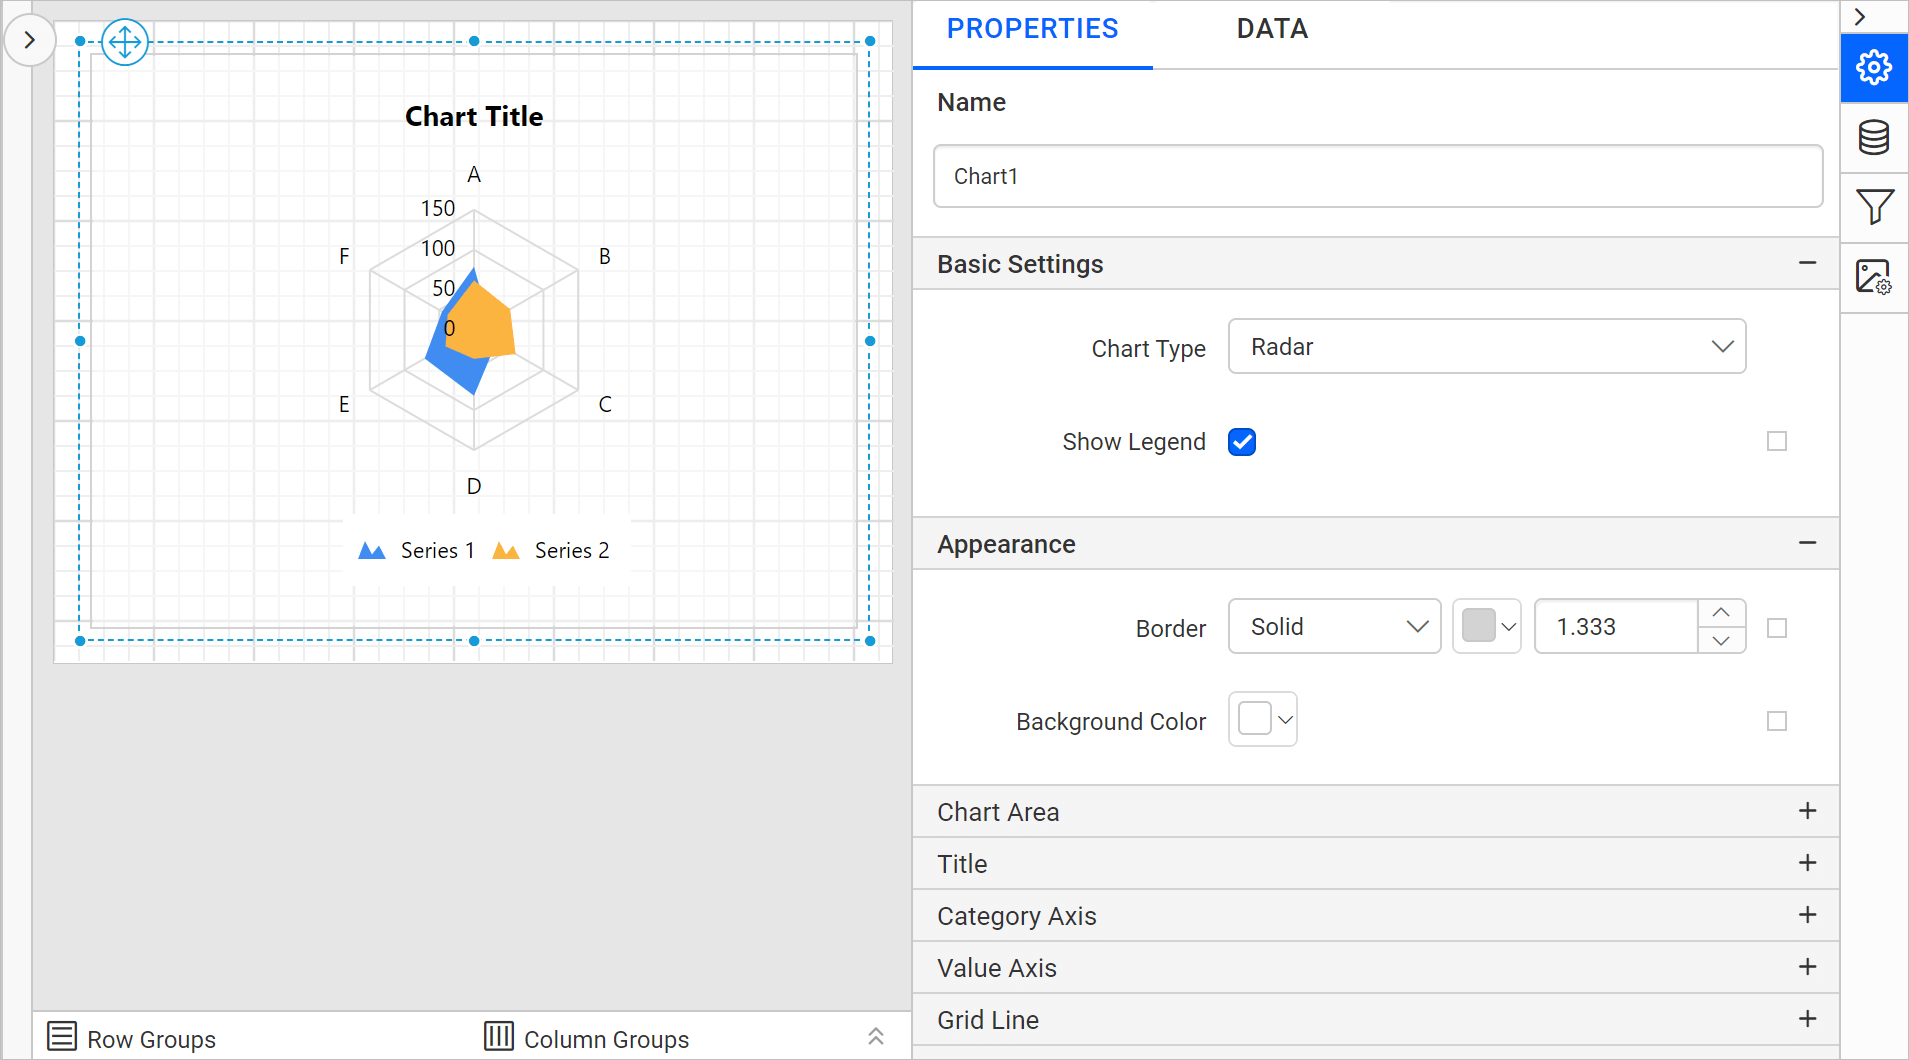 Chart Title
A
150
100
F
B
50
0
E
C
D
Series 1
Series 2
Row Groups
Column Groups
PROPERTIES
DATA
Name
Chart1
Basic Settings
Chart Type
Radar
Show Legend
Appearance
Border
Solid
1.333
Background Color
Chart Area
Title
Category Axis
Value Axis
Grid Line